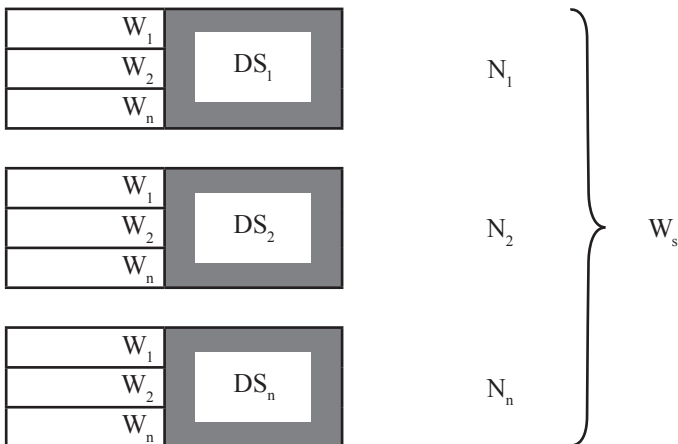 W₁
W₂ DS₁ N₁
Wₙ
W₁
W₂ DS₂ N₂ Wₛ
Wₙ
W₁
W₂ DSₙ Nₙ
Wₙ